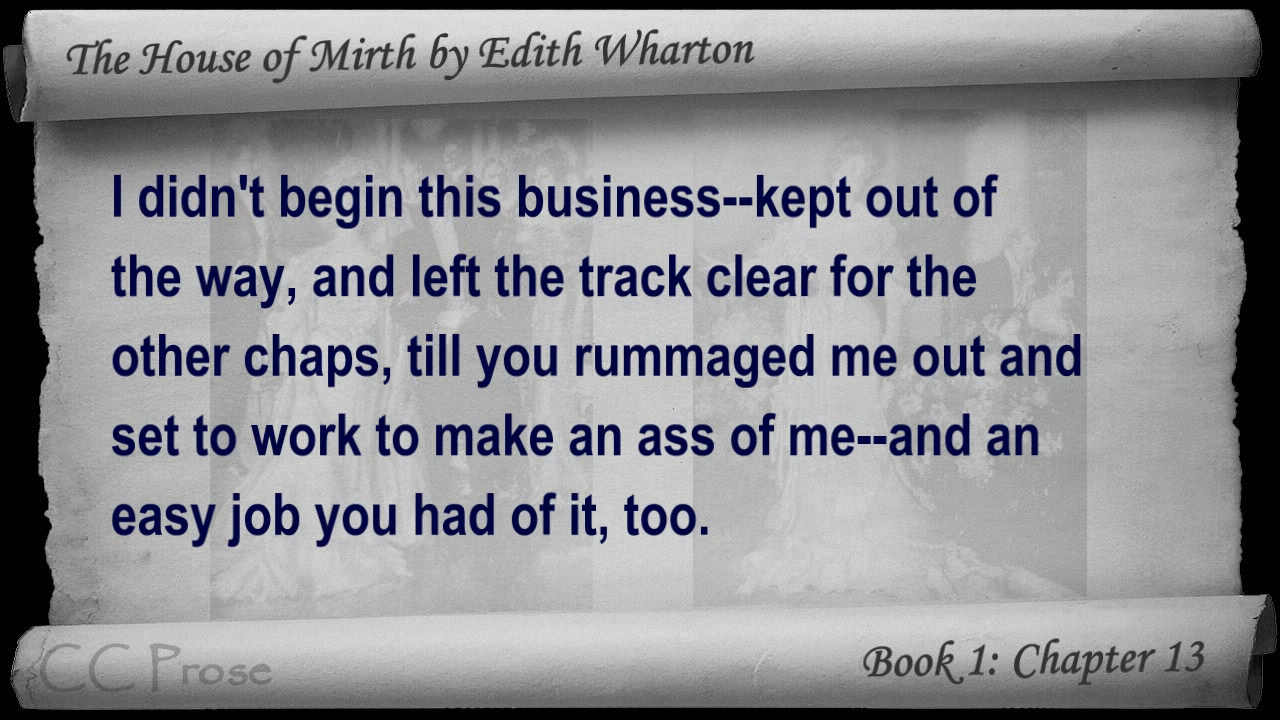 The House of Mirth by Edith Wharton
I didn't begin this business--kept out of
the way, and left the track clear for the
other chaps, till you rummaged me out and
set to work to make an ass of me--and an
easy job you had of it, too.
CC Prose
Book 1: Chapter 13